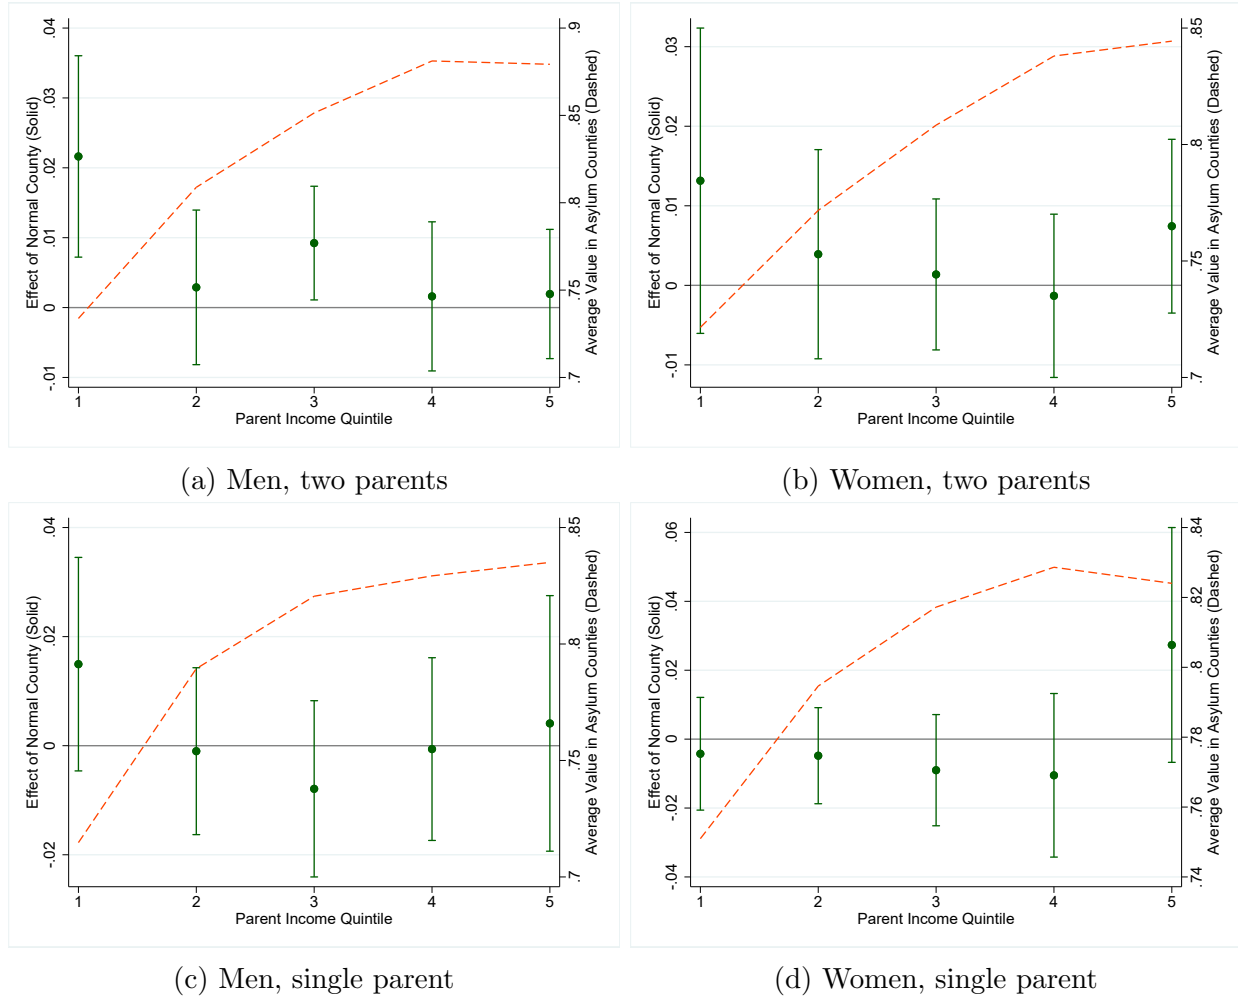 .04
.03
.02
.01
0
-.01
Effect of Normal County (Solid)
.9
.85
.8
.75
.7
Average Value in Asylum Counties (Dashed)
1 2 3 4 5
Parent Income Quintile
(a) Men, two parents
.03
.02
.01
0
-.01
Effect of Normal County (Solid)
.85
.8
.75
.7
Average Value in Asylum Counties (Dashed)
1 2 3 4 5
Parent Income Quintile
(b) Women, two parents
.04
.02
0
-.02
Effect of Normal County (Solid)
.85
.8
.75
.7
Average Value in Asylum Counties (Dashed)
1 2 3 4 5
Parent Income Quintile
(c) Men, single parent
.06
.04
.02
0
-.02
-.04
Effect of Normal County (Solid)
.84
.82
.8
.78
.76
.74
Average Value in Asylum Counties (Dashed)
1 2 3 4 5
Parent Income Quintile
(d) Women, single parent